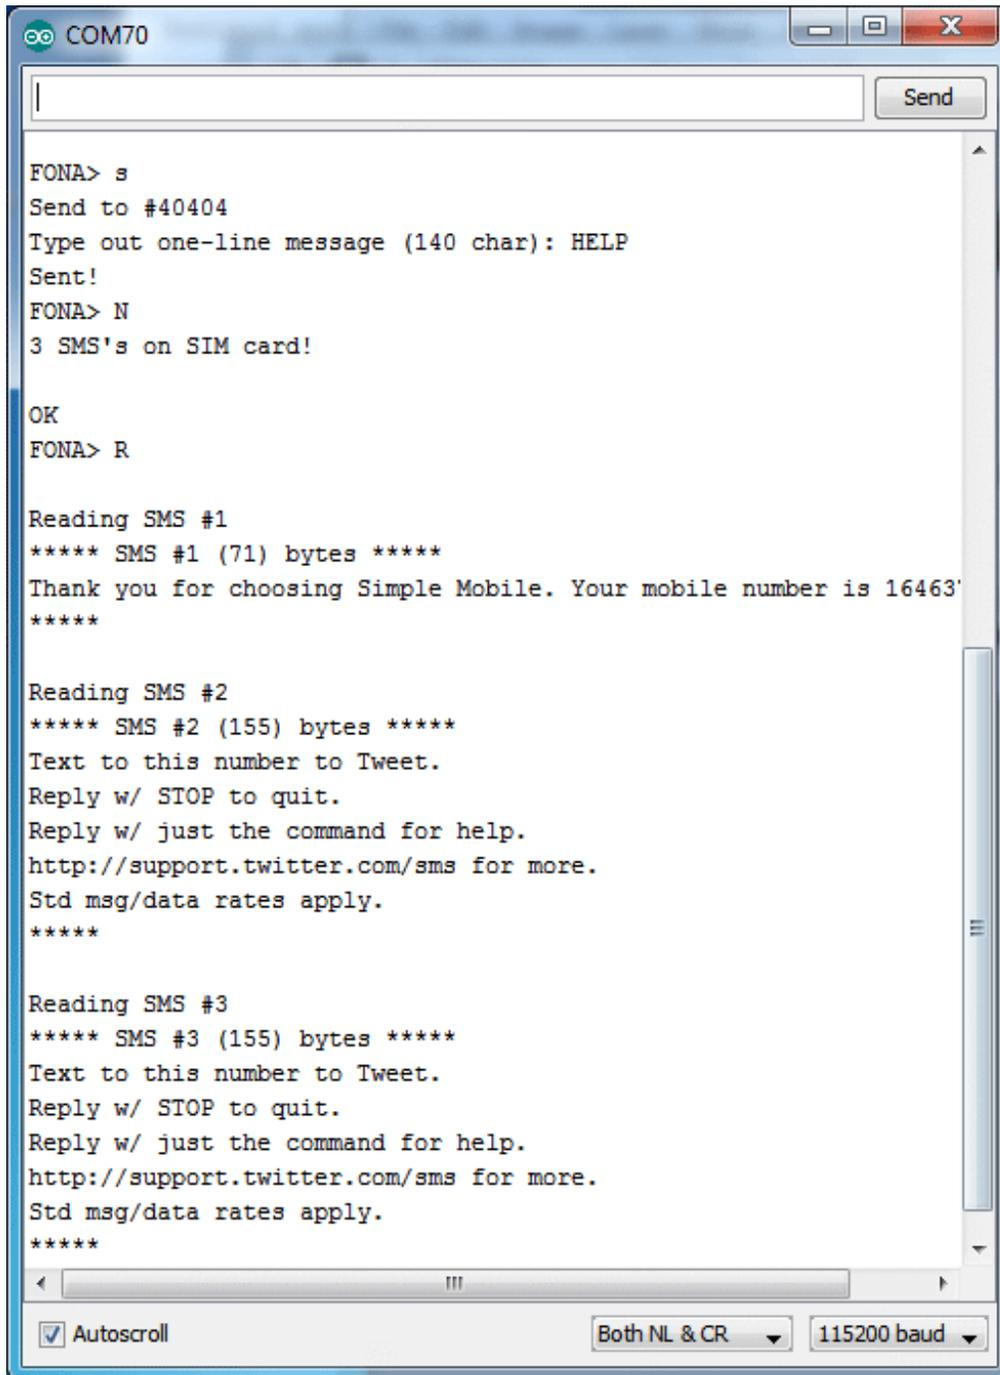 COM70
Send
FONA> s
Send to #40404
Type out one-line message (140 char): HELP
Sent!
FONA> N
3 SMS's on SIM card!
OK
FONA> R
Reading SMS #1
***** SMS #1 (71) bytes *****
Thank you for choosing Simple Mobile. Your mobile number is 16463
*****
Reading SMS #2
***** SMS #2 (155) bytes *****
Text to this number to Tweet.
Reply w/ STOP to quit.
Reply w/ just the command for help.
http://support.twitter.com/sms for more.
Std msg/data rates apply.
*****
Reading SMS #3
***** SMS #3 (155) bytes *****
Text to this number to Tweet.
Reply w/ STOP to quit.
Reply w/ just the command for help.
http://support.twitter.com/sms for more.
Std msg/data rates apply.
*****
Autoscroll
Both NL & CR
115200 baud